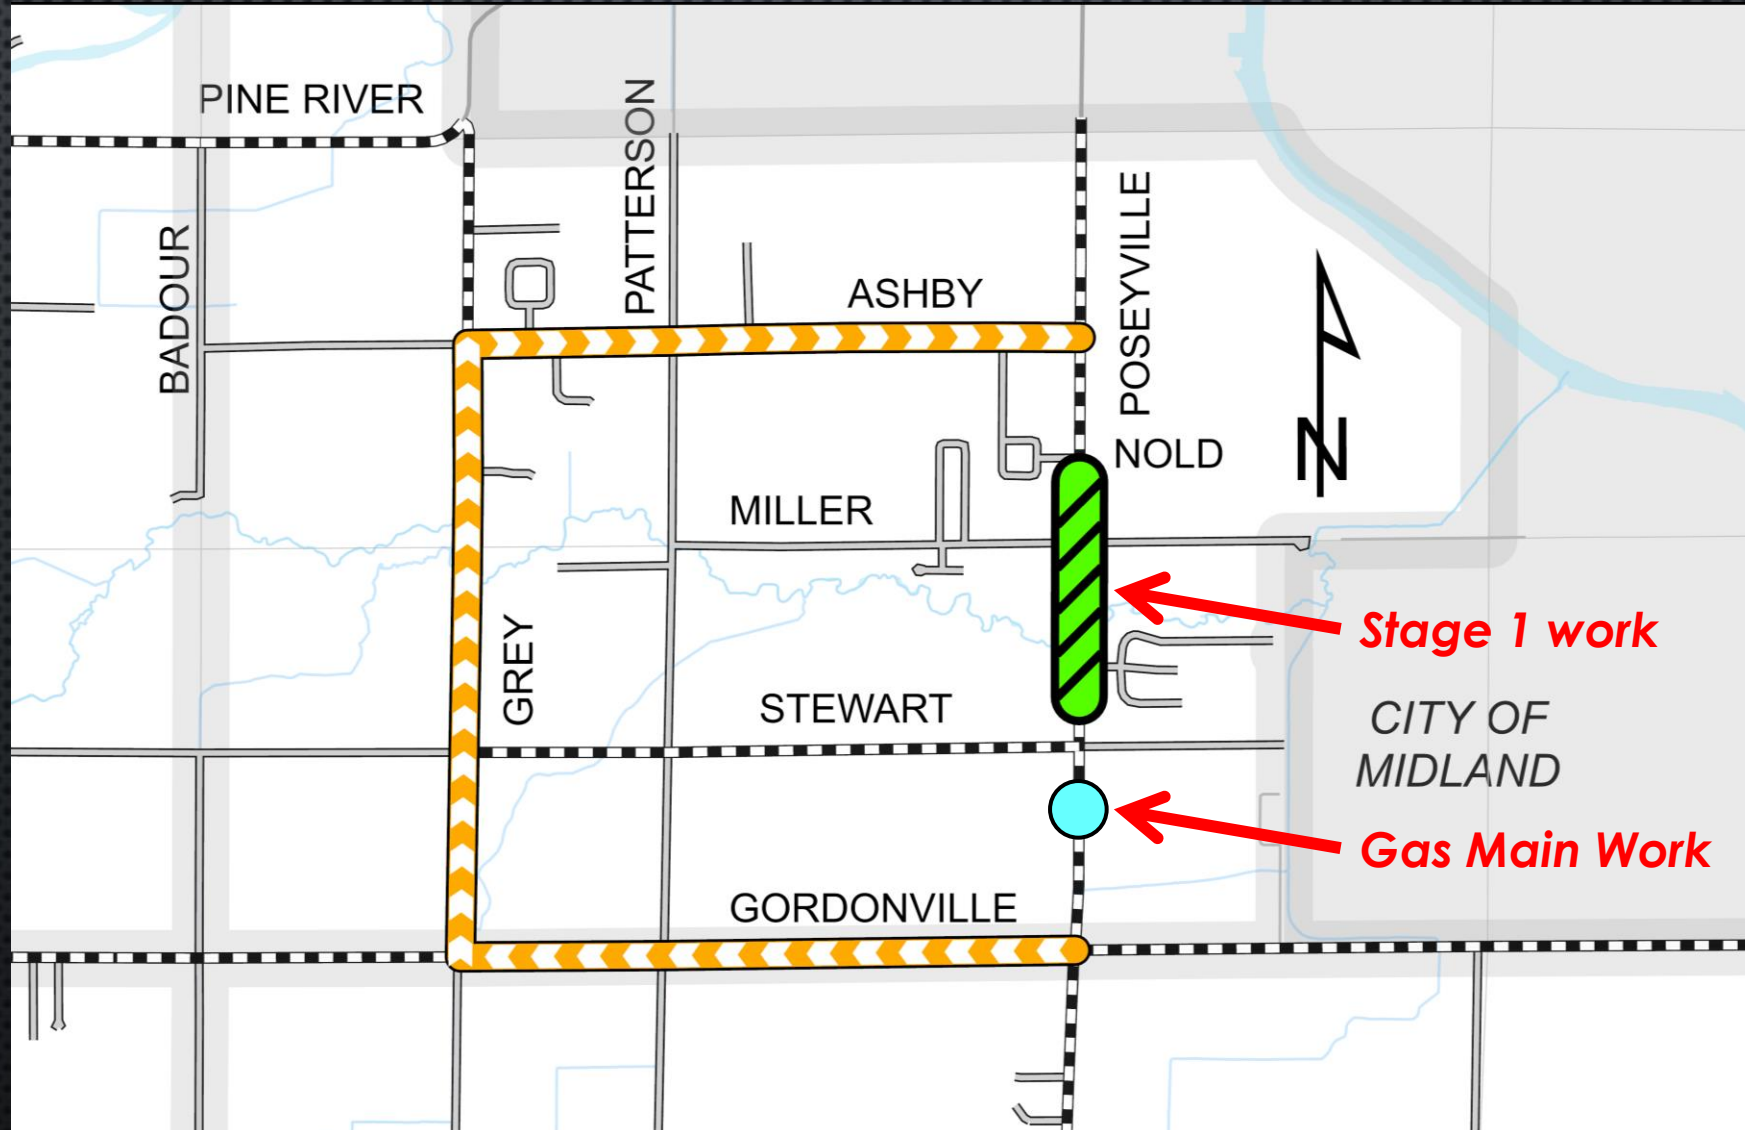 PINE RIVER
PATTERSON
BADOUR
POSEYVILLE
ASHBY
NOLD
N
MILLER
GREY
Stage 1 work
STEWART
CITY OF
MIDLAND
Gas Main Work
GORDONVILLE